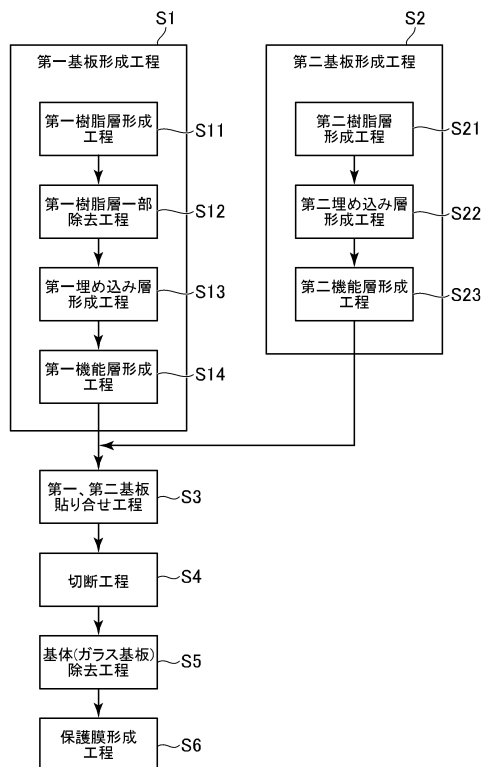 S1
第一基板形成工程
第一樹脂層形成
工程
S11
第一樹脂層一部
除去工程
S12
第一埋め込み層
形成工程
S13
第一機能層形成
工程
S14
S2
第二基板形成工程
第二樹脂層
形成工程
S21
第二埋め込み層
形成工程
S22
第二機能層形成
工程
S23
第一、第二基板
貼り合せ工程
S3
切断工程
S4
基体(ガラス基板)
除去工程
S5
保護膜形成
工程
S6